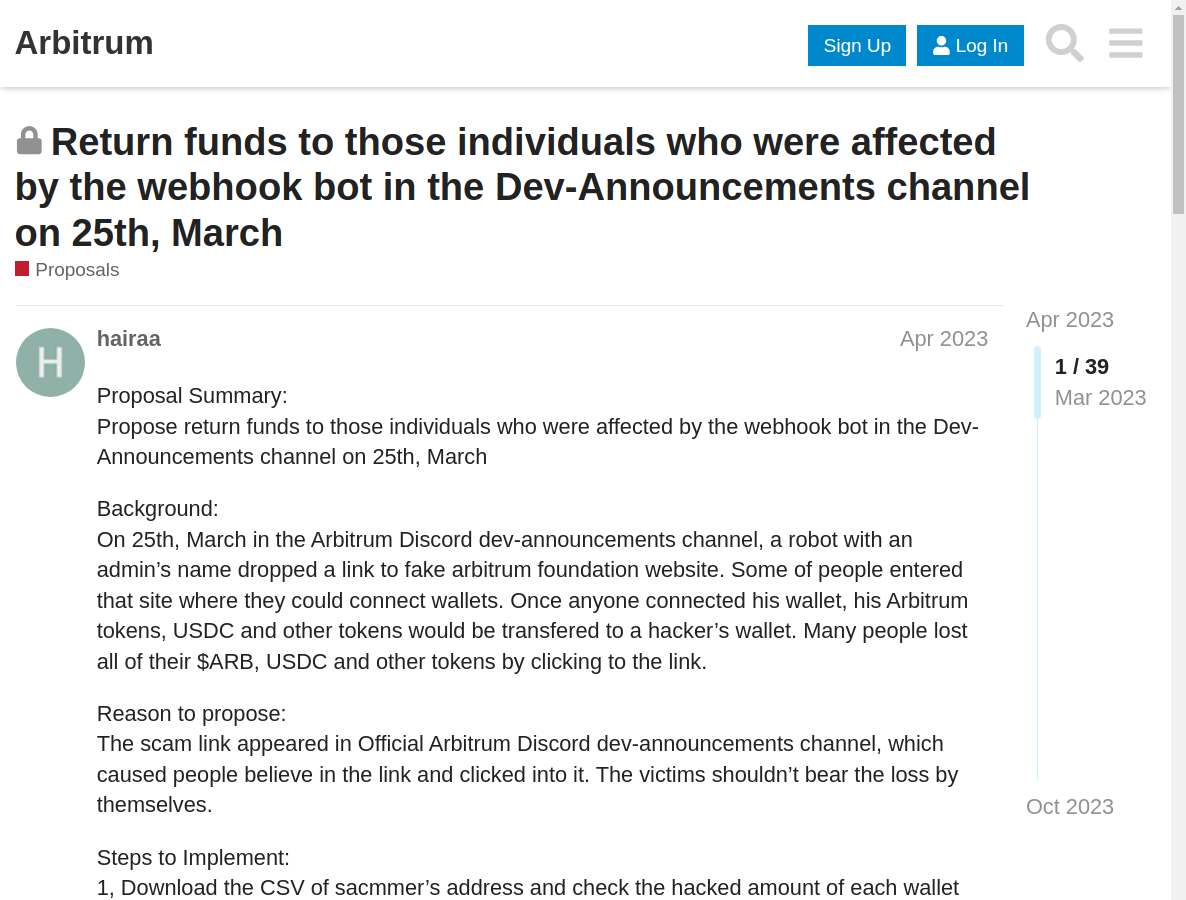 Arbitrum
Sign Up
Log In
Return funds to those individuals who were affected
by the webhook bot in the Dev-Announcements channel
on 25th, March
Proposals
H
hairaa
Apr 2023
Proposal Summary:
Propose return funds to those individuals who were affected by the webhook bot in the Dev-
Announcements channel on 25th, March
Background:
On 25th, March in the Arbitrum Discord dev-announcements channel, a robot with an
admin’s name dropped a link to fake arbitrum foundation website. Some of people entered
that site where they could connect wallets. Once anyone connected his wallet, his Arbitrum
tokens, USDC and other tokens would be transfered to a hacker’s wallet. Many people lost
all of their $ARB, USDC and other tokens by clicking to the link.
Reason to propose:
The scam link appeared in Official Arbitrum Discord dev-announcements channel, which
caused people believe in the link and clicked into it. The victims shouldn’t bear the loss by
themselves.
Steps to Implement:
1, Download the CSV of sacmmer’s address and check the hacked amount of each wallet
Apr 2023
1 / 39
Mar 2023
Oct 2023